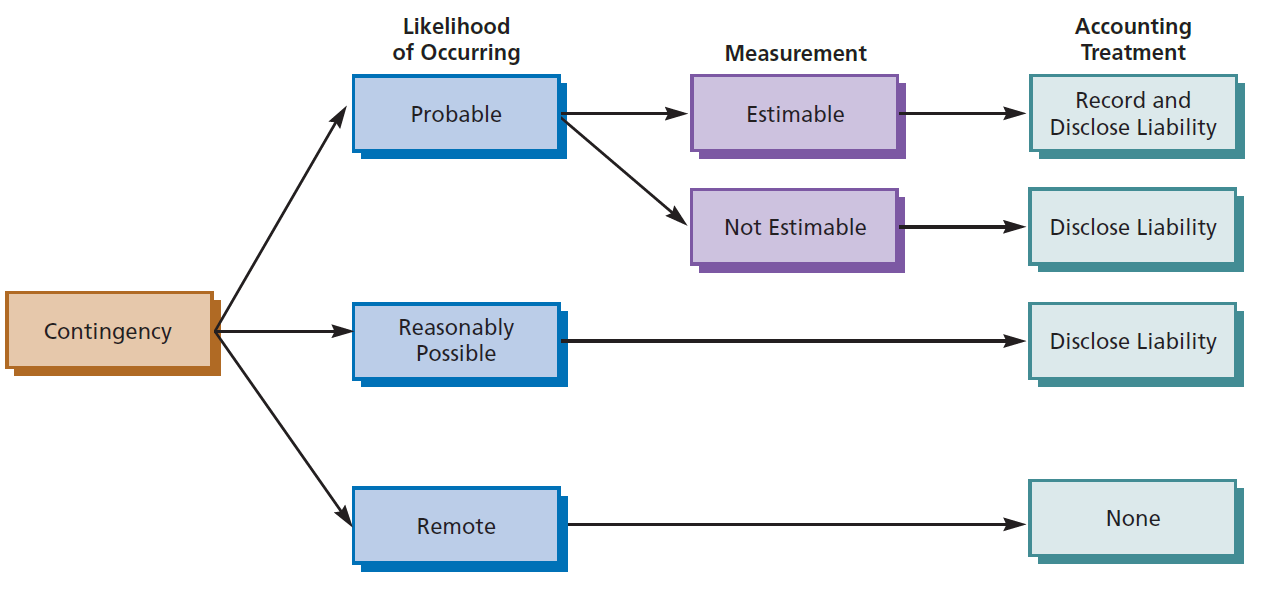 Likelihood
of Occurring
Measurement
Accounting
Treatment
Probable
Estimable
Record and
Disclose Liability
Not Estimable
Disclose Liability
Contingency
Reasonably
Possible
Disclose Liability
Remote
None